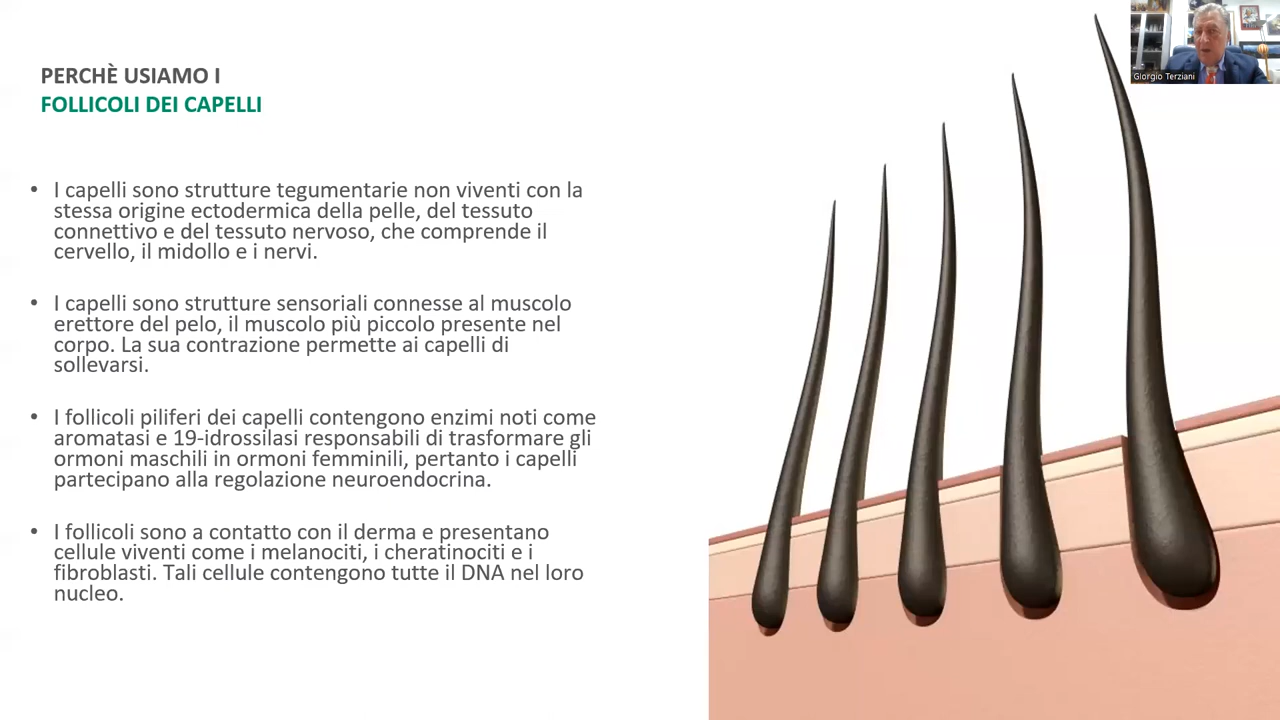 PERCHÈ USIAMO I
FOLLICOLI DEI CAPELLI
Giorgio Terziani
• I capelli sono strutture tegumentarie non viventi con la
stessa origine ectodermica della pelle, del tessuto
connettivo e del tessuto nervoso, che comprende il
cervello, il midollo e i nervi.
• I capelli sono strutture sensoriali connesse al muscolo
erettore del pelo, il muscolo più piccolo presente nel
corpo. La sua contrazione permette ai capelli di
sollevarsi.
• I follicoli piliferi dei capelli contengono enzimi noti come
aromatasi e 19-idrossilasi responsabili di trasformare gli
ormoni maschili in ormoni femminili, pertanto i capelli
partecipano alla regolazione neuroendocrina.
• I follicoli sono a contatto con il derma e presentano
cellule viventi come i melanociti, i cheratinociti e i
fibroblasti. Tali cellule contengono tutte il DNA nel loro
nucleo.